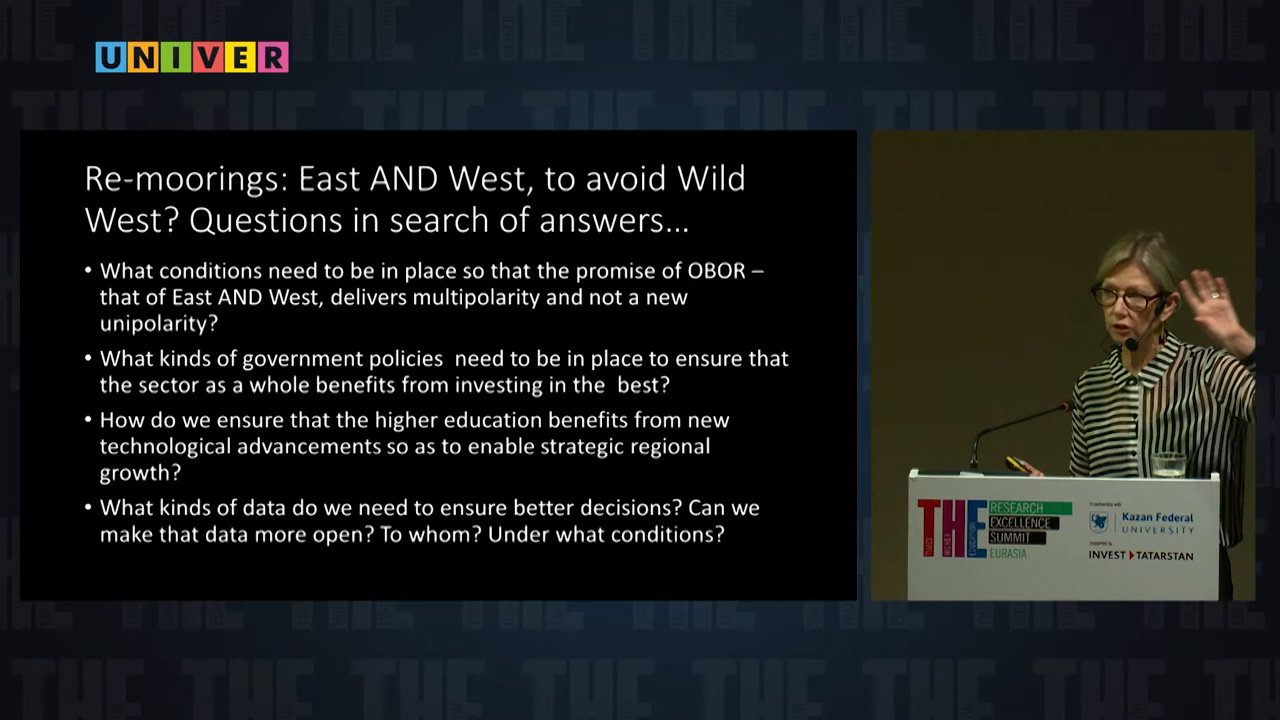 UNIVER
Re-moorings: East AND West, to avoid Wild
West? Questions in search of answers…
• What conditions need to be in place so that the promise of OBOR –
that of East AND West, delivers multipolarity and not a new
unipolarity?
• What kinds of government policies  need to be in place to ensure that
the sector as a whole benefits from investing in the  best?
• How do we ensure that the higher education benefits from new
technological advancements so as to enable strategic regional
growth?
• What kinds of data do we need to ensure better decisions? Can we
make that data more open? To whom? Under what conditions?
THE
RESEARCH
EXCELLENCE
SUMMIT
EURASIA
In partnership with
Kazan Federal
UNIVERSITY
Supported by
INVEST TATARSTAN